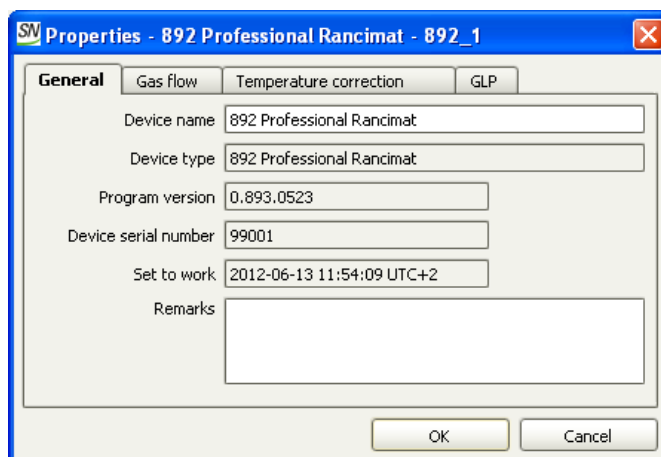 SN Properties - 892 Professional Rancimat - 892_1
General Gas flow Temperature correction GLP
Device name 892 Professional Rancimat
Device type 892 Professional Rancimat
Program version 0.893.0523
Device serial number 99001
Set to work 2012-06-13 11:54:09 UTC+2
Remarks
OK Cancel